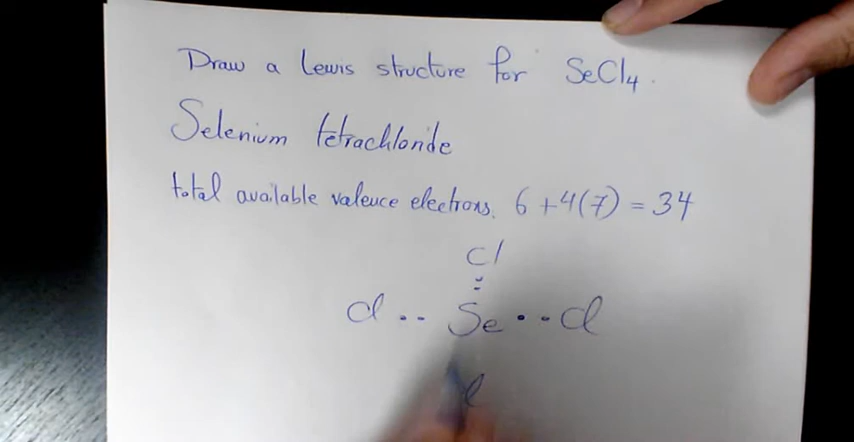 Draw a Lewis structure for SeCl4.
Selenium tetrachloride
total available valence electrons. 6 + 4(7) = 34
Cl
Cl .. Se .. Cl